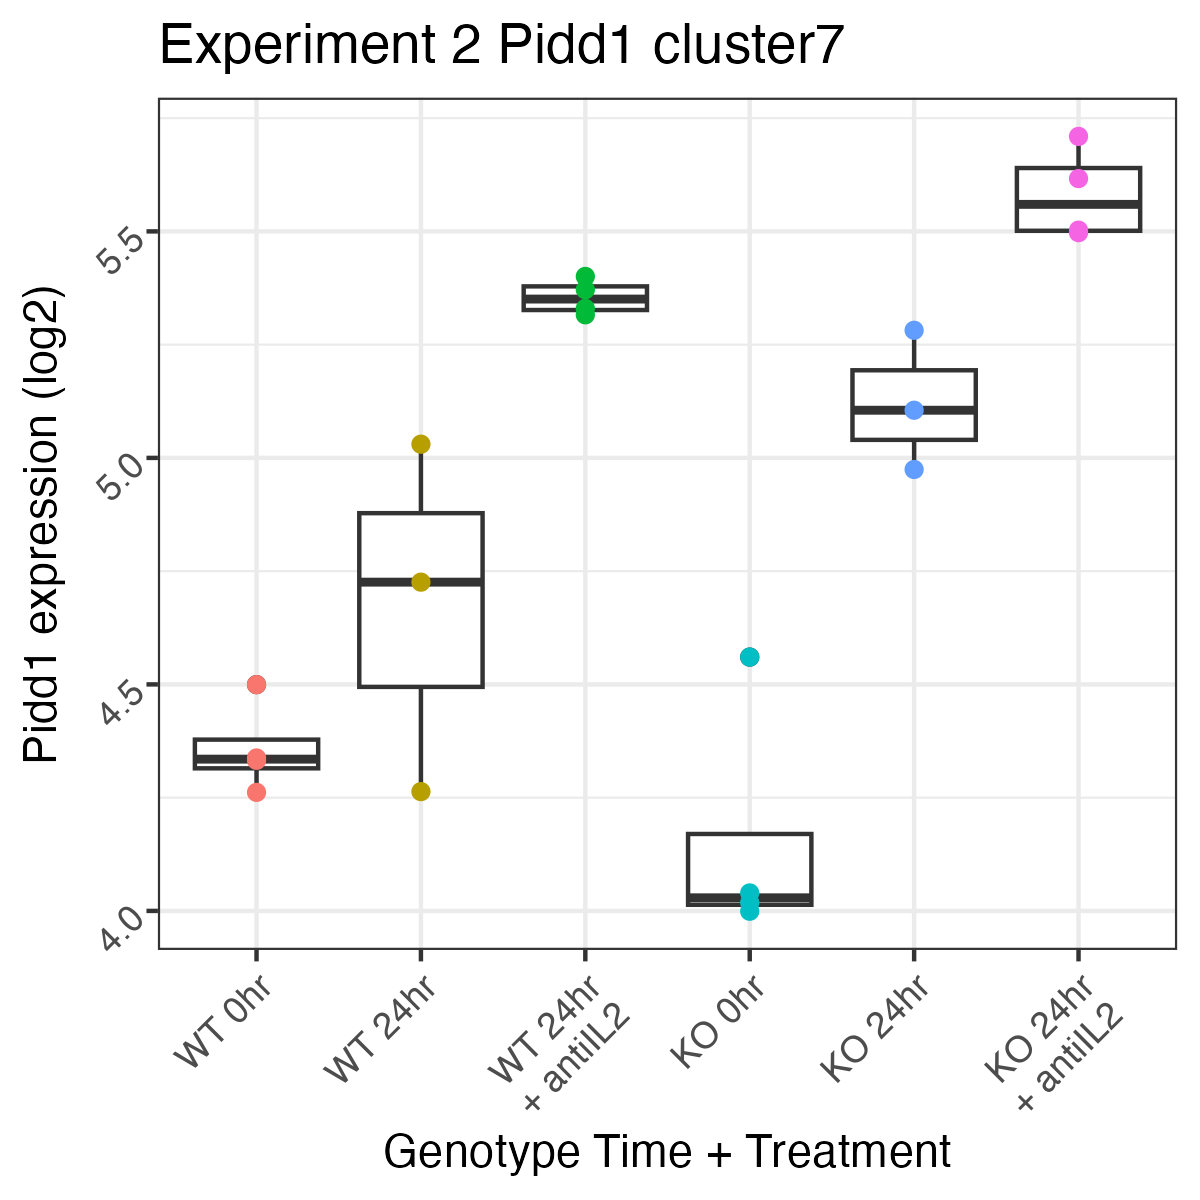 Experiment 2 Pidd1 cluster7
Pidd1 expression (log2)
5.5
5.0
4.5
4.0
WT 0hr
WT 24hr
WT 24hr
+ antiIL2
KO 0hr
KO 24hr
KO 24hr
+ antiIL2
Genotype Time + Treatment